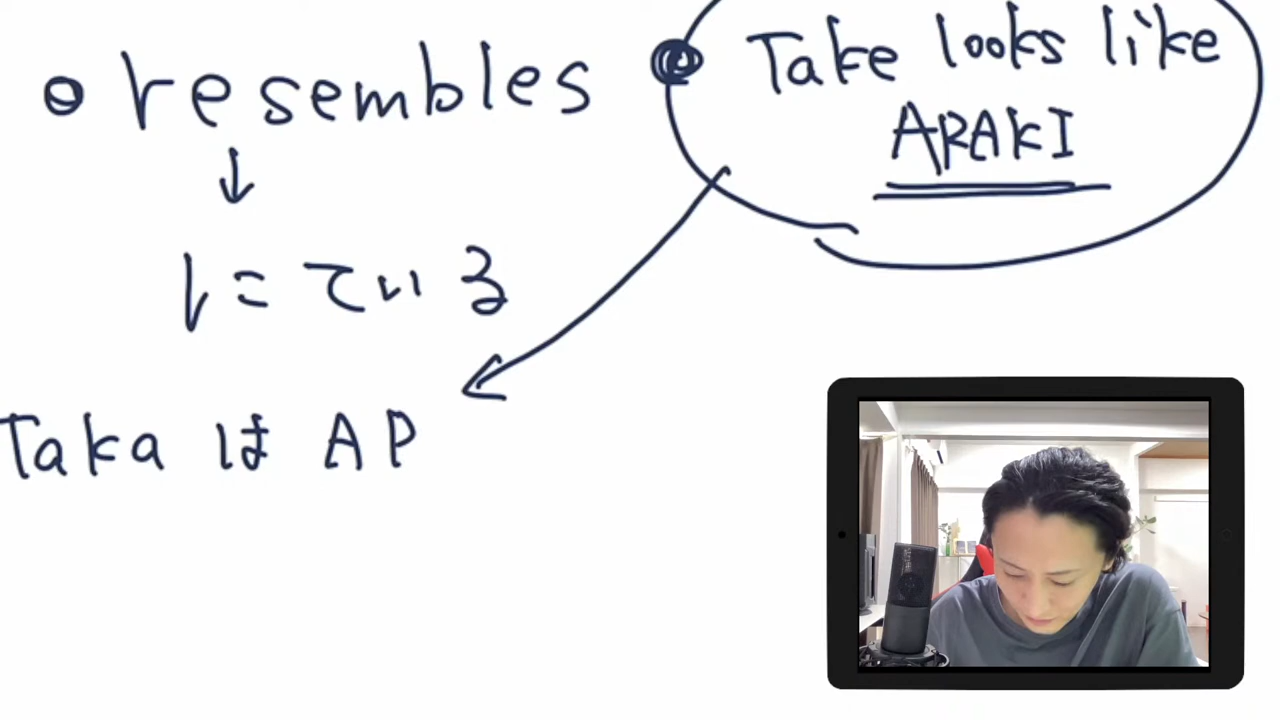 resembles
↓
にている
Take looks like
ARAKI
Taka は AP